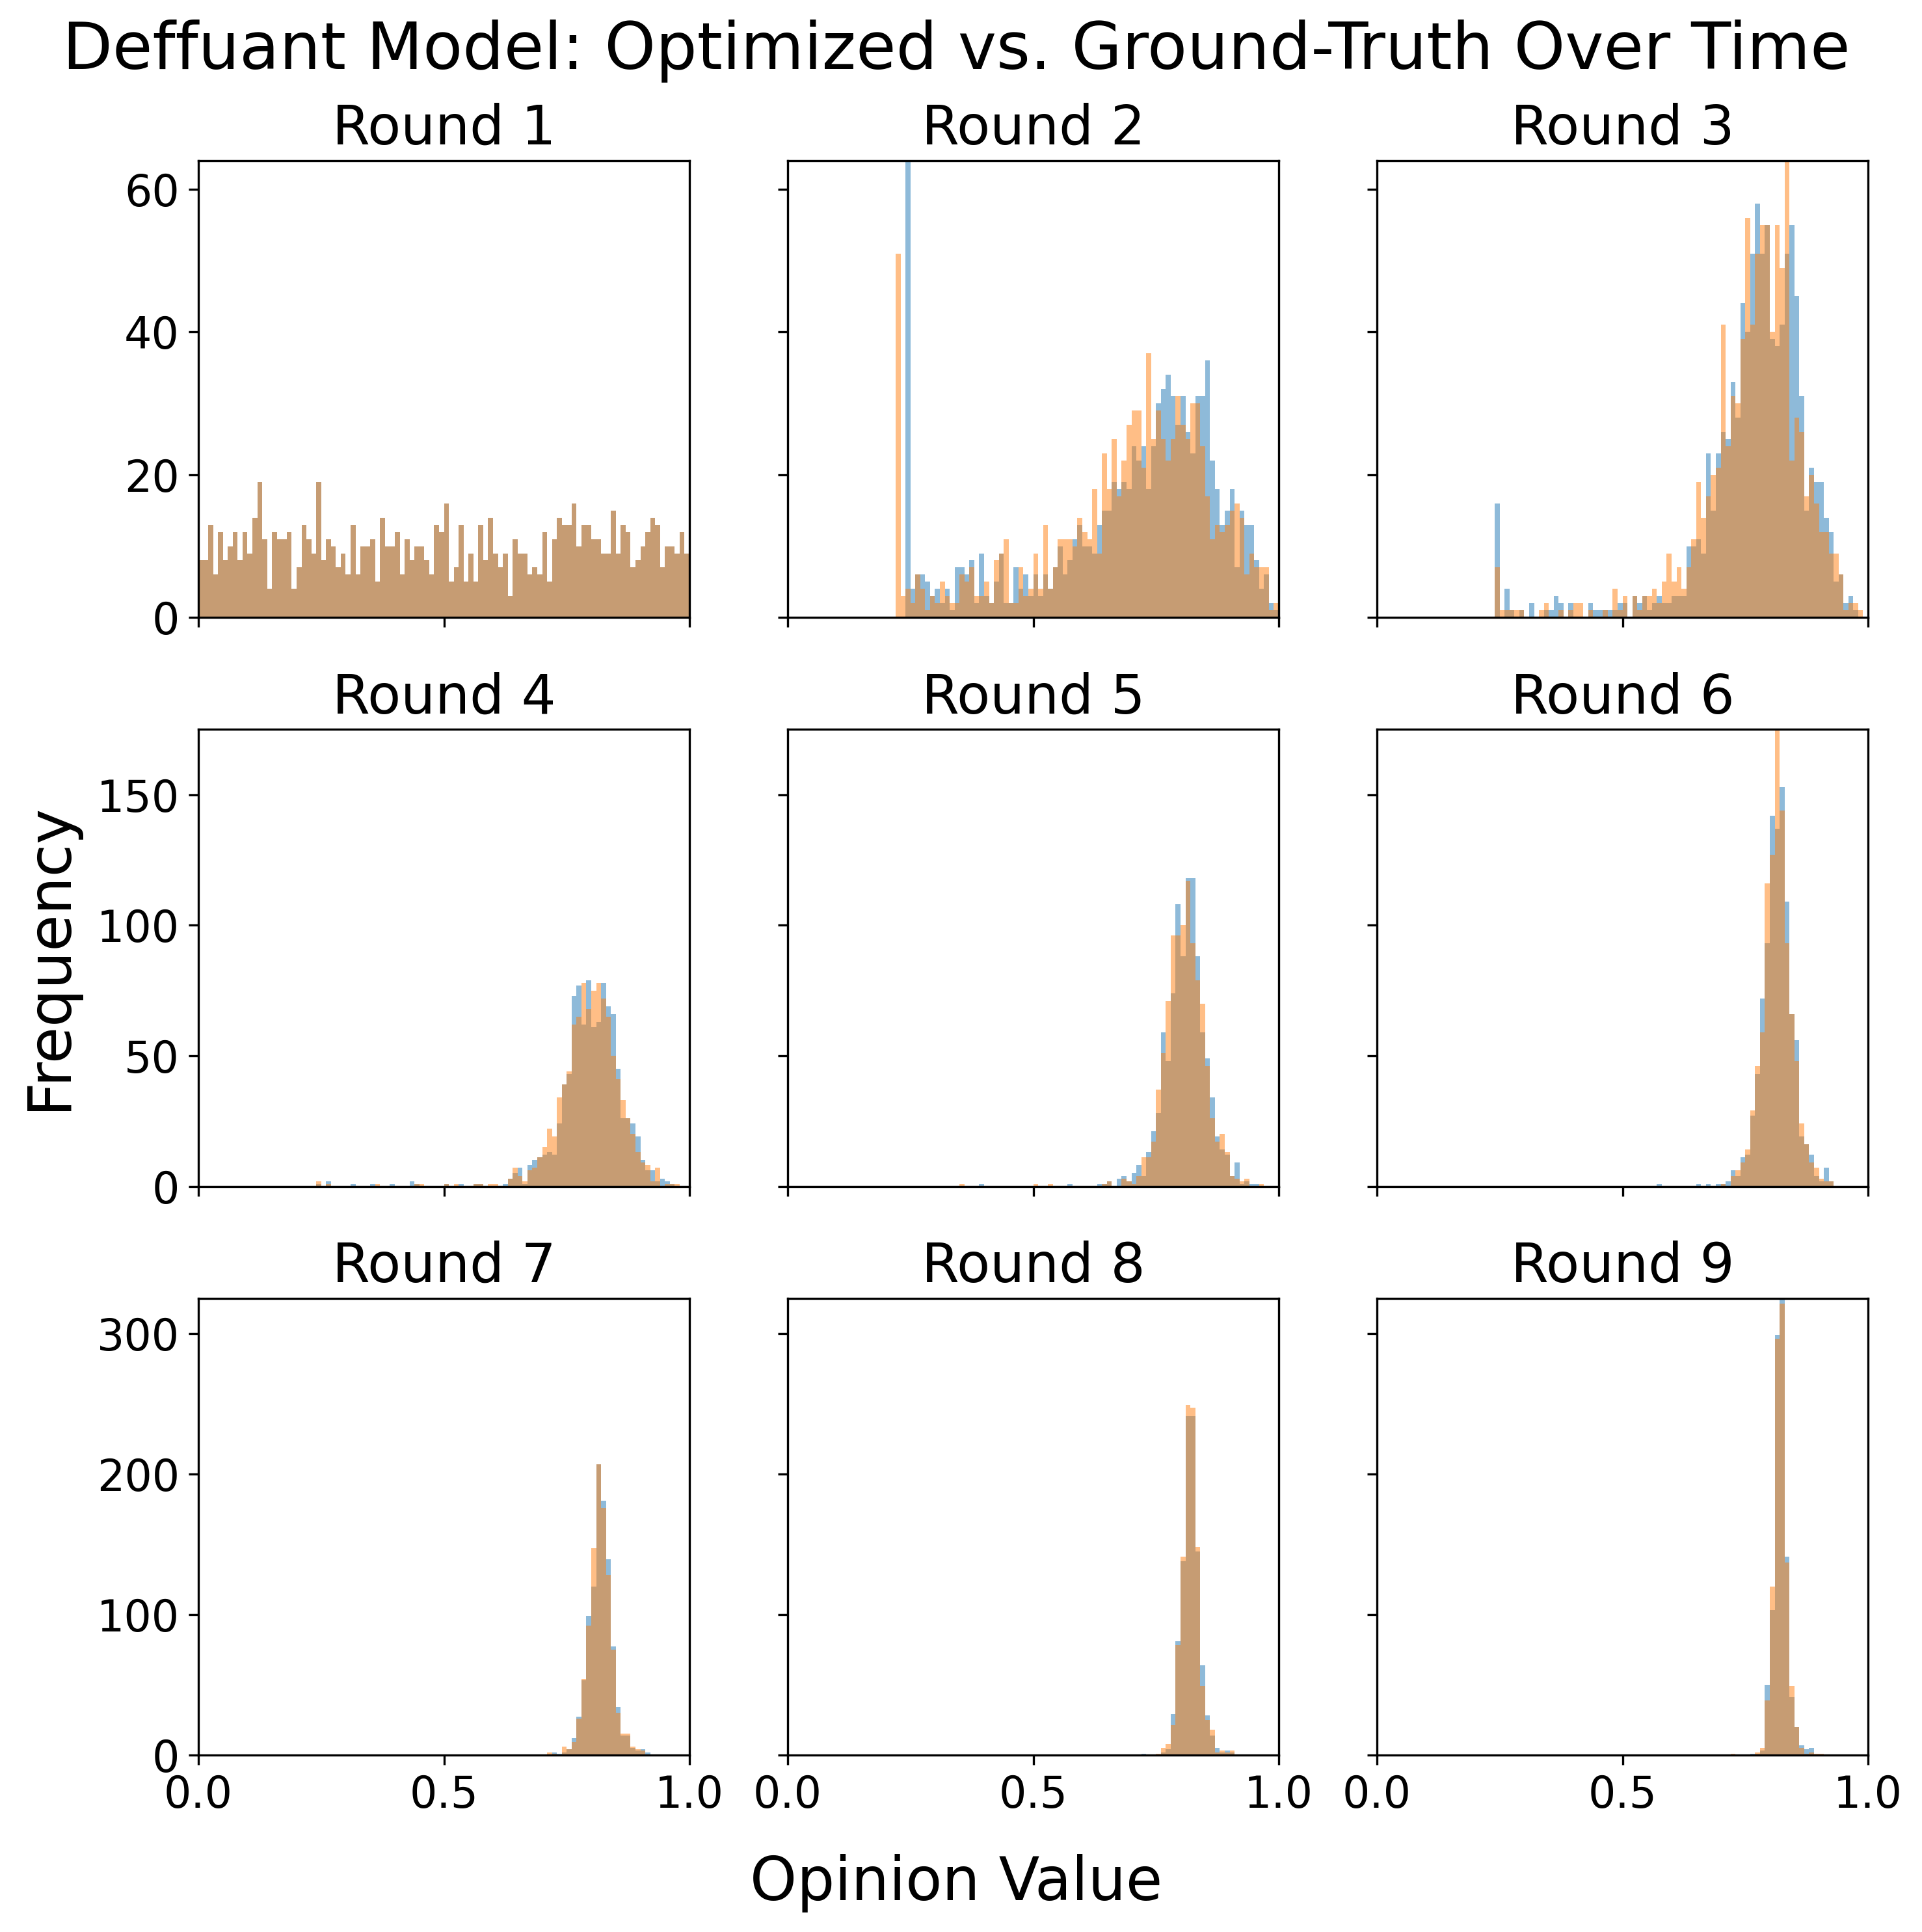 Deffuant Model: Optimized vs. Ground-Truth Over Time
Round 1
Round 2
Round 3
60
40
20
0
Round 4
Round 5
Round 6
150
100
50
0
Frequency
Round 7
Round 8
Round 9
300
200
100
0
0.0 0.5 1.0 0.0 0.5 1.0 0.0 0.5 1.0
Opinion Value